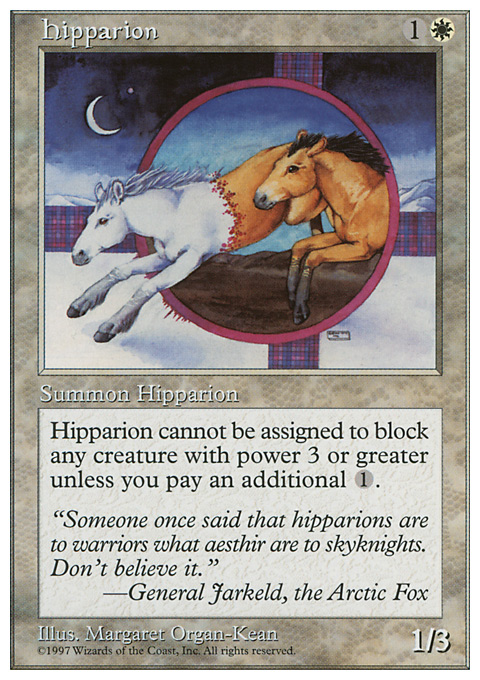 Hipparion 1
Summon Hipparion
Hipparion cannot be assigned to block
any creature with power 3 or greater
unless you pay an additional 1.
“Someone once said that hipparions are
to warriors what aesthir are to skyknights.
Don’t believe it.”
—General Jarkeld, the Arctic Fox
Illus. Margaret Organ-Kean
1/3
©1997 Wizards of the Coast, Inc. All rights reserved.